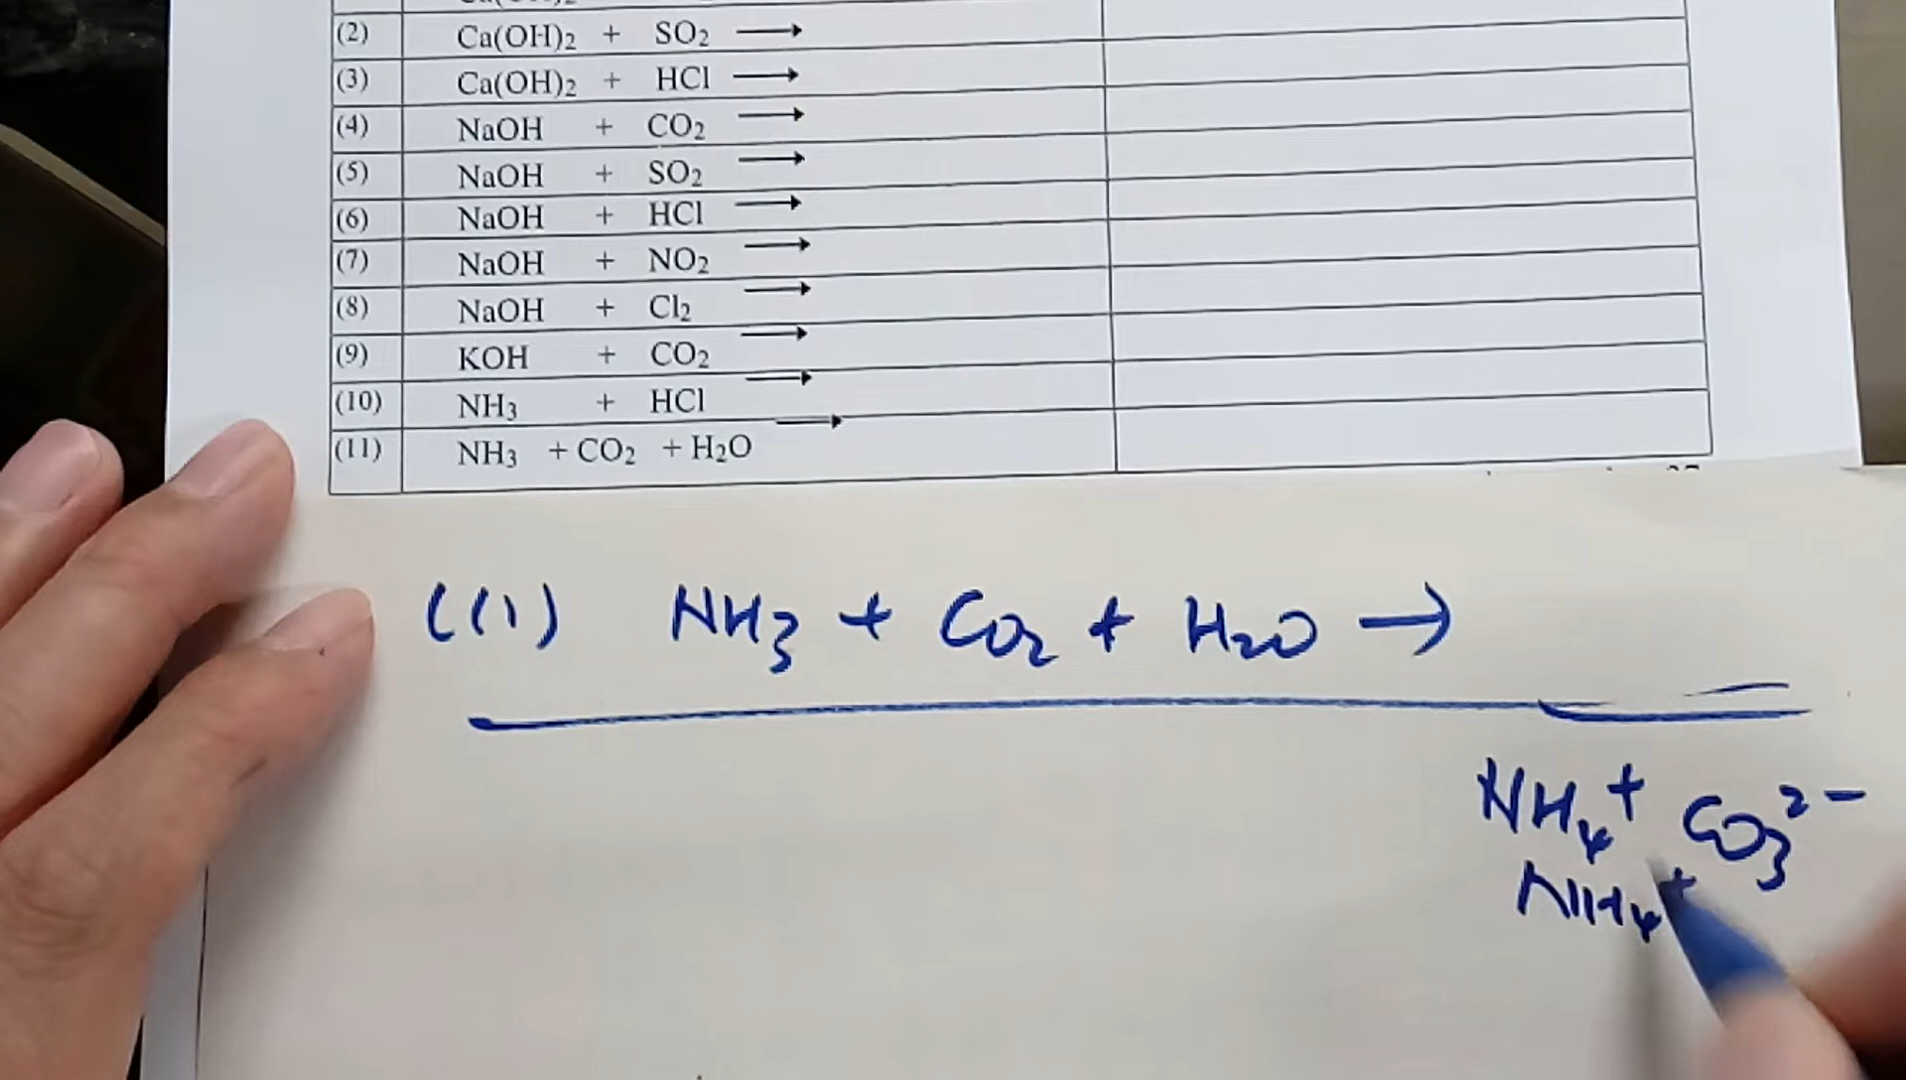 (2) Ca(OH)₂ + SO₂ ⟶
(3) Ca(OH)₂ + HCl ⟶
(4) NaOH + CO₂ ⟶
(5) NaOH + SO₂ ⟶
(6) NaOH + HCl ⟶
(7) NaOH + NO₂ ⟶
(8) NaOH + Cl₂ ⟶
(9) KOH + CO₂ ⟶
(10) NH₃ + HCl ⟶
(11) NH₃ + CO₂ + H₂O ⟶
(11) NH₃ + CO₂ + H₂O →
NH₄⁺ CO₃²⁻
NH₄⁺